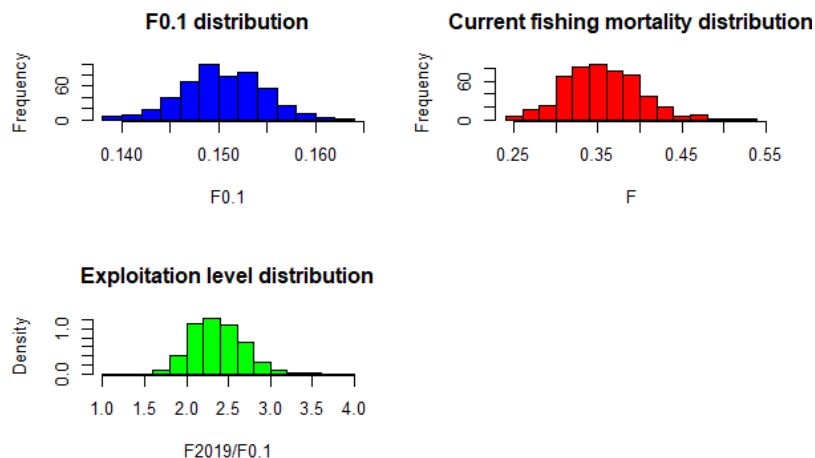 F0.1 distribution
Frequency
60
0
0.140 0.150 0.160
F0.1
Current fishing mortality distribution
Frequency
60
0
0.25 0.35 0.45 0.55
F
Exploitation level distribution
Density
1.0
0.0
1.0 1.5 2.0 2.5 3.0 3.5 4.0
F2019/F0.1